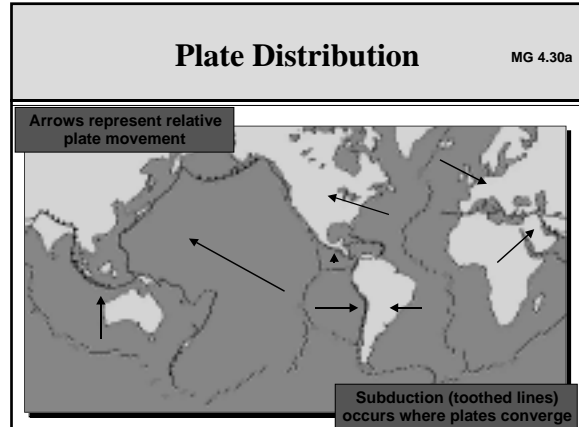 Plate Distribution
MG 4.30a
Arrows represent relative
plate movement
Subduction (toothed lines)
occurs where plates converge